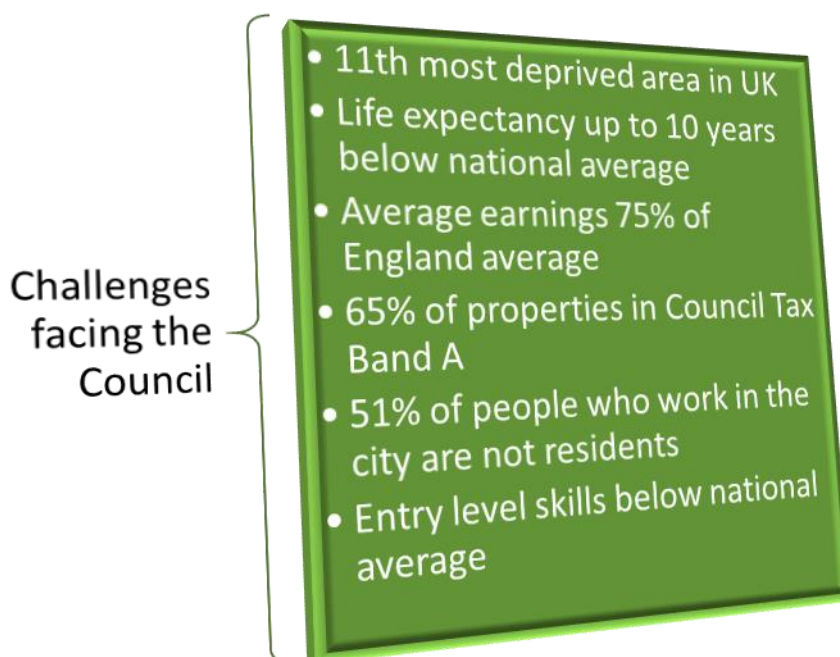 Challenges
facing the
Council
• 11th most deprived area in UK
• Life expectancy up to 10 years
below national average
• Average earnings 75% of
England average
• 65% of properties in Council Tax
Band A
• 51% of people who work in the
city are not residents
• Entry level skills below national
average